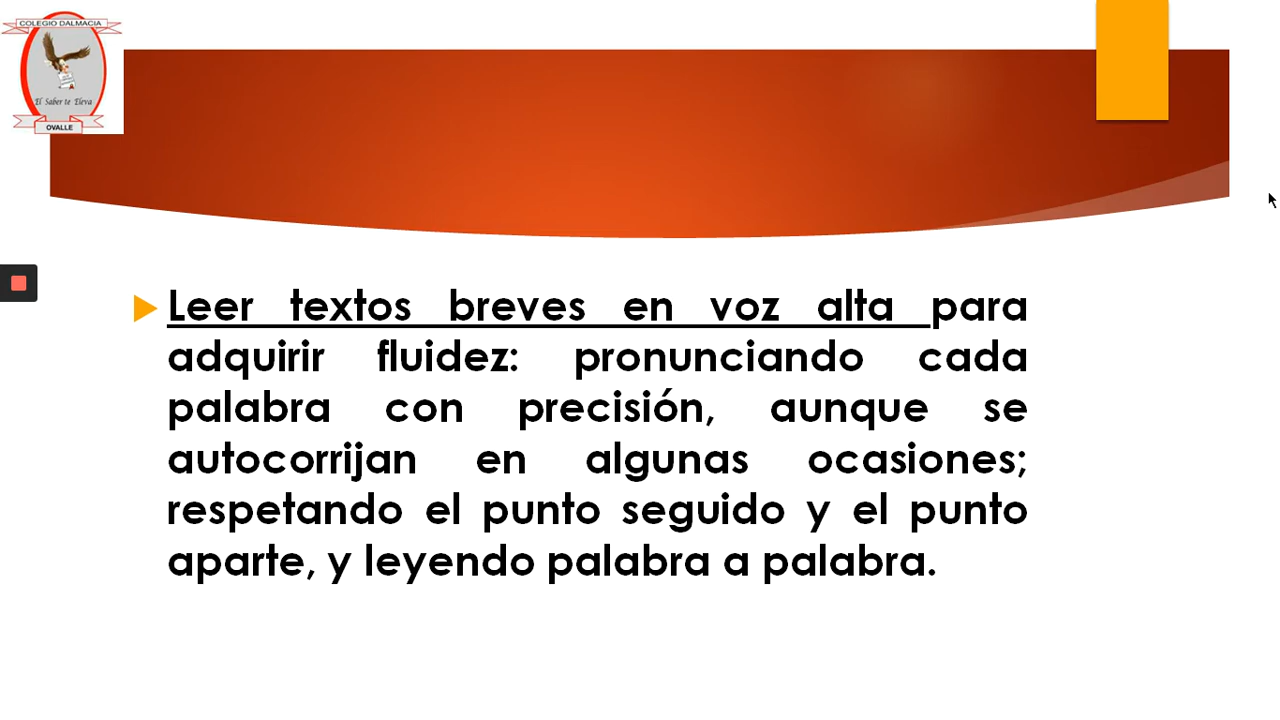 COLEGIO DALMACIA
El Saber te Eleva
OVALLE
Leer textos breves en voz alta para
adquirir fluidez: pronunciando cada
palabra con precisión, aunque se
autocorrijan en algunas ocasiones;
respetando el punto seguido y el punto
aparte, y leyendo palabra a palabra.